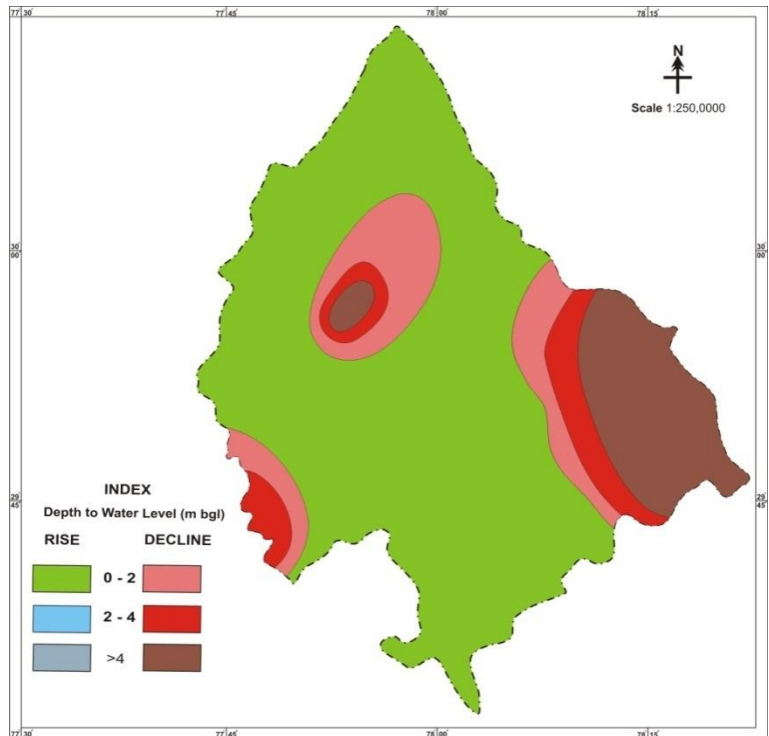 77 30' 77 45' 78 00' 78 15'
N
Scale 1:250,0000
30 00 30 90
29 45 29 45
INDEX
Depth to Water Level (m bgl)
RISE DECLINE
0 - 2
2 - 4
>4
77 30' 77 45' 78 00' 78 15'